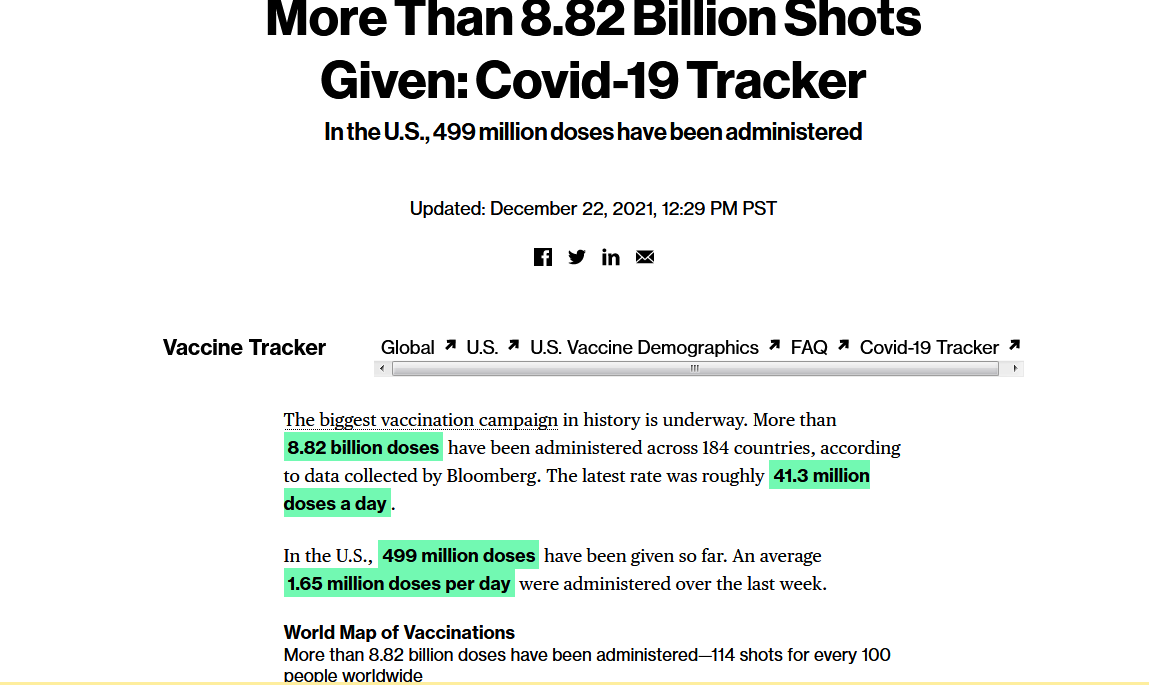 More Than 8.82 Billion Shots
Given: Covid-19 Tracker
In the U.S., 499 million doses have been administered
Updated: December 22, 2021, 12:29 PM PST
Vaccine Tracker
Global U.S. U.S. Vaccine Demographics FAQ Covid-19 Tracker
The biggest vaccination campaign in history is underway. More than
8.82 billion doses have been administered across 184 countries, according
to data collected by Bloomberg. The latest rate was roughly 41.3 million
doses a day.
In the U.S., 499 million doses have been given so far. An average
1.65 million doses per day were administered over the last week.
World Map of Vaccinations
More than 8.82 billion doses have been administered—114 shots for every 100
people worldwide